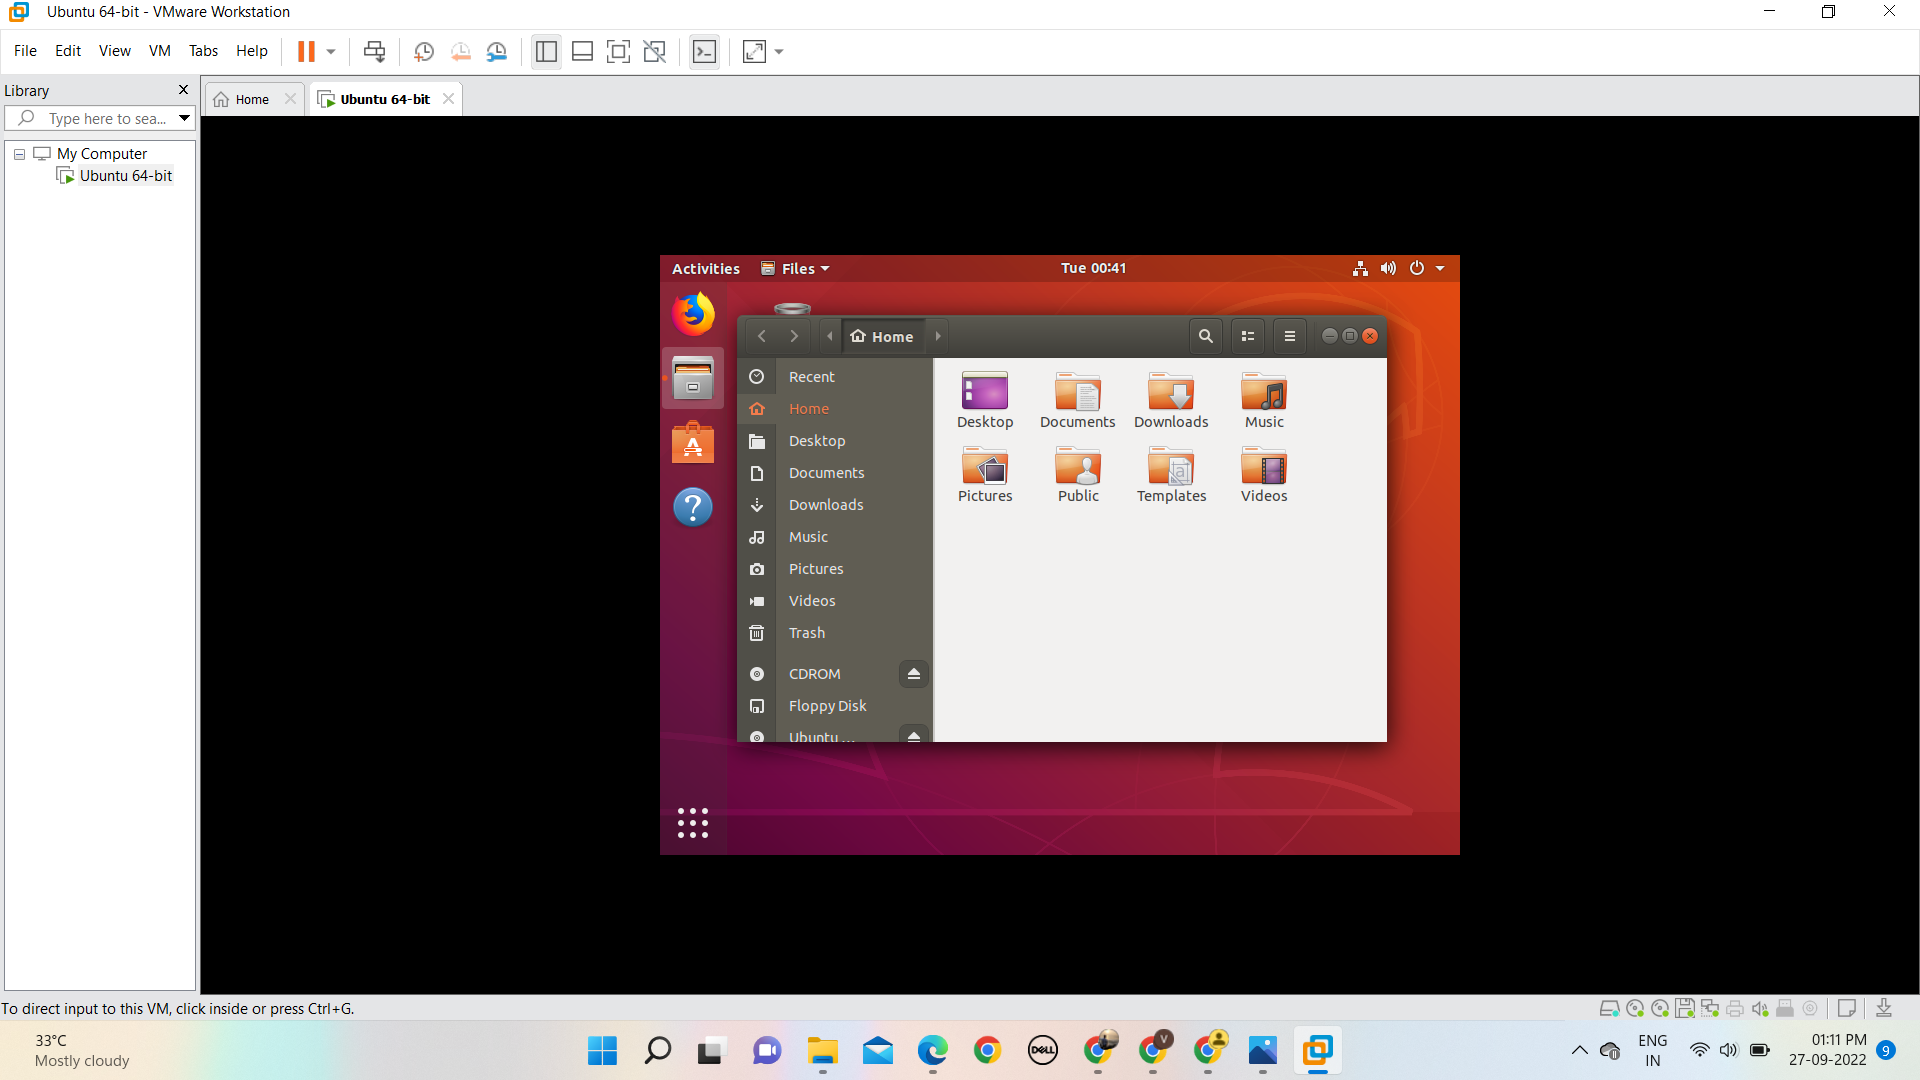 Ubuntu 64-bit - VMware Workstation
File Edit View VM Tabs Help
Library
Home
Ubuntu 64-bit
Type here to sea...
My Computer
Ubuntu 64-bit
Activities Files Tue 00:41
Home
Recent
Home
Desktop
Documents
Downloads
Music
Pictures
Videos
Trash
CDROM
Floppy Disk
Ubuntu ...
Desktop Documents Downloads Music
Pictures Public Templates Videos
To direct input to this VM, click inside or press Ctrl+G.
33°C
Mostly cloudy
DELL
V
ENG
IN
01:11 PM
27-09-2022
9